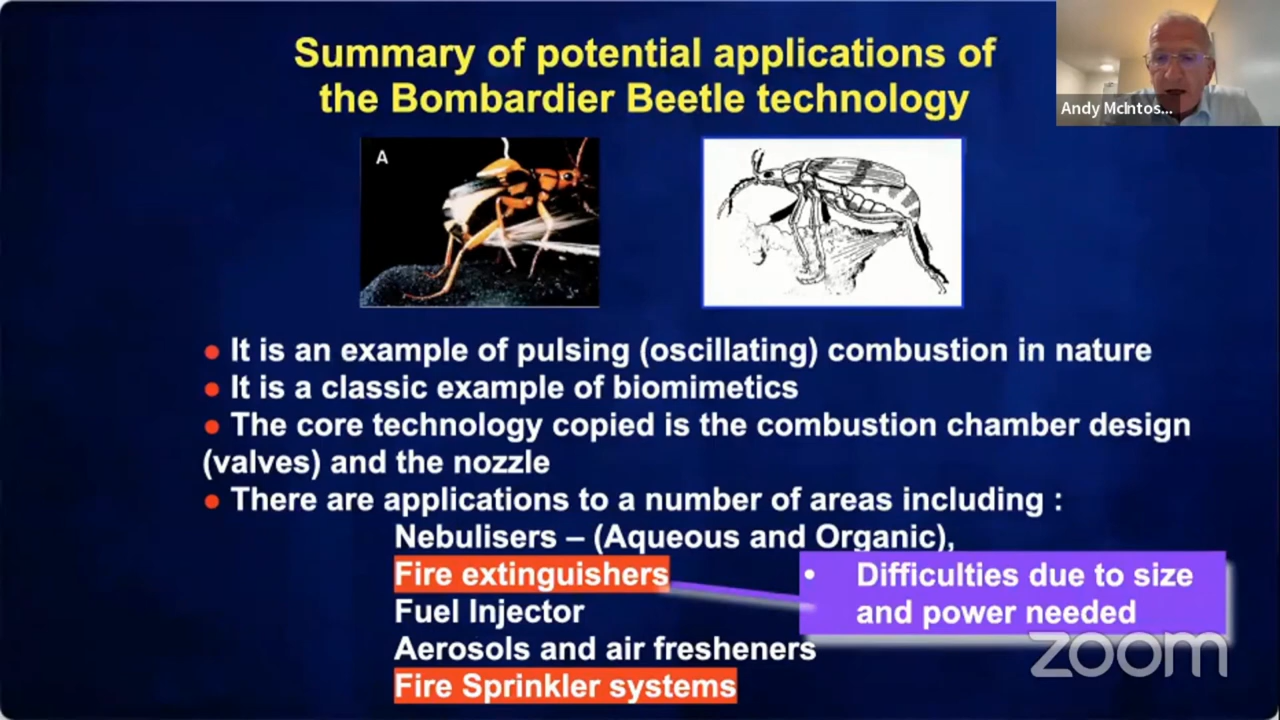 Summary of potential applications of
the Bombardier Beetle technology
Andy McIntos...
A
● It is an example of pulsing (oscillating) combustion in nature
● It is a classic example of biomimetics
● The core technology copied is the combustion chamber design
(valves) and the nozzle
● There are applications to a number of areas including :
Nebulisers – (Aqueous and Organic),
Fire extinguishers
• Difficulties due to size
and power needed
Fuel Injector
Aerosols and air fresheners
Fire Sprinkler systems
zoom